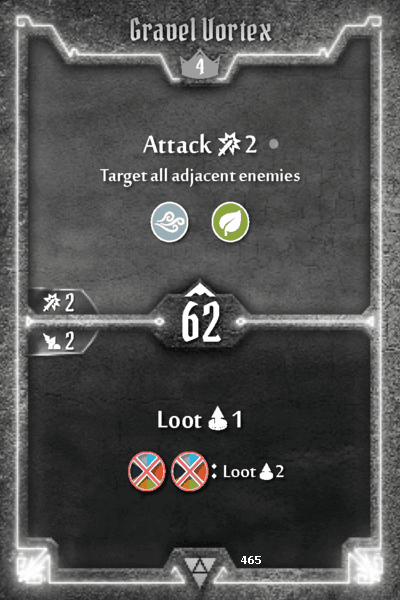 Gravel Vortex
4
Attack 2
Target all adjacent enemies
2
62
2
Loot 1
: Loot 2
465